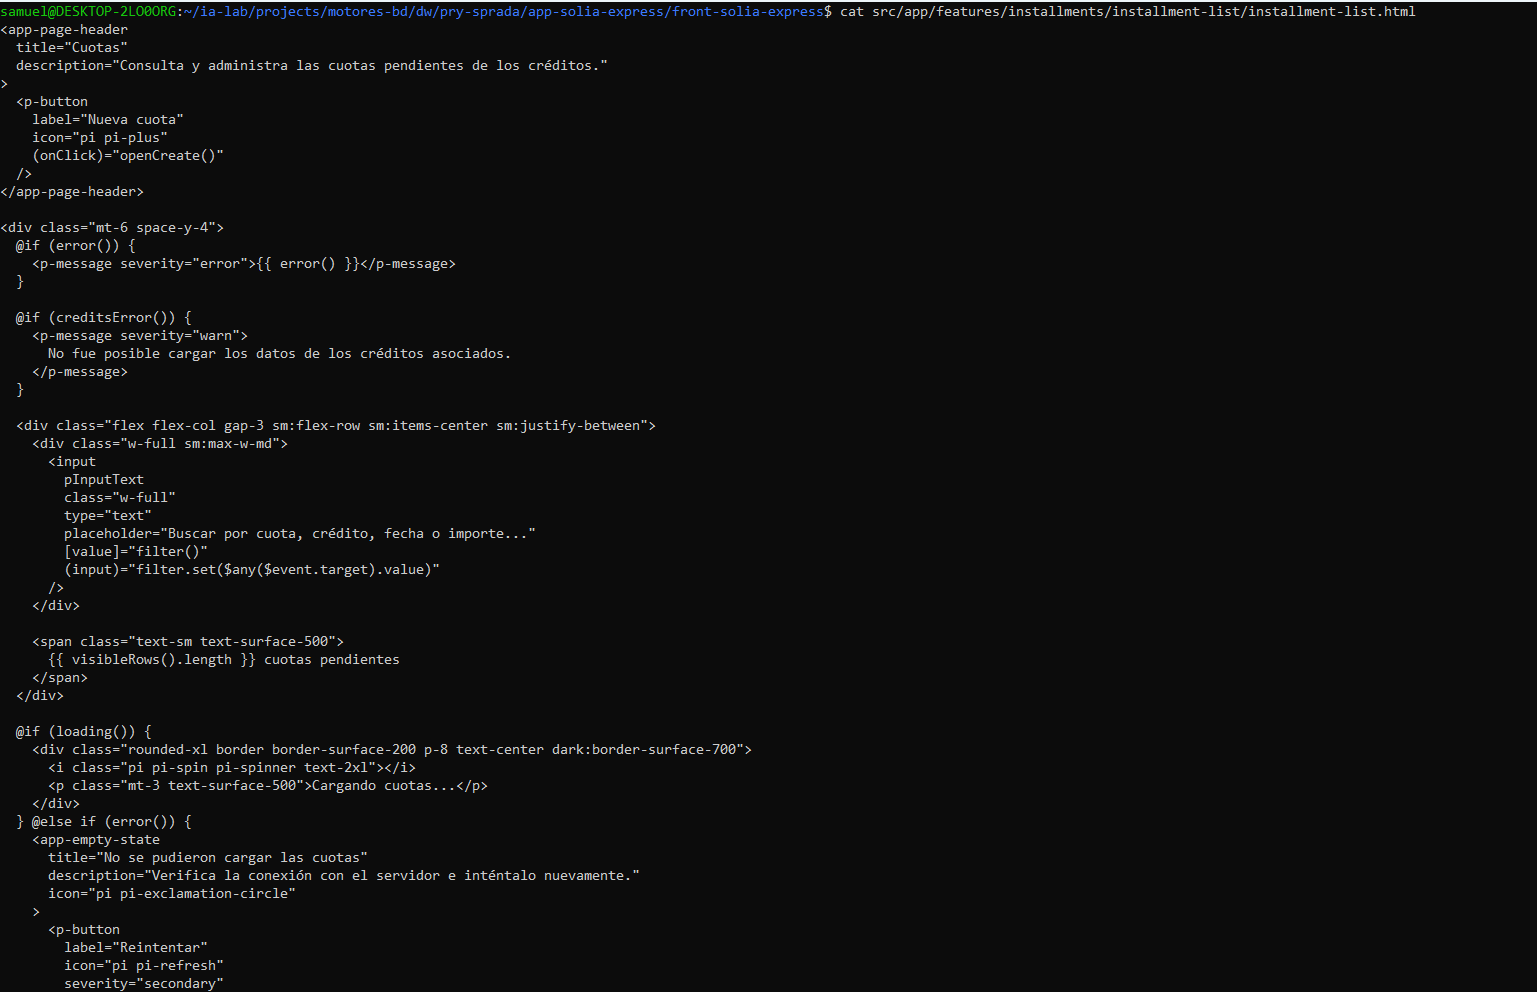 samuel@DESKTOP-2LO0ORG:~/ia-lab/projects/motores-bd/dw/pry-sprada/app-solia-express/front-solia-express$ cat src/app/features/installments/installment-list/installment-list.html
<app-page-header
  title="Cuotas"
  description="Consulta y administra las cuotas pendientes de los créditos."
>
  <p-button
    label="Nueva cuota"
    icon="pi pi-plus"
    (onClick)="openCreate()"
  />
</app-page-header>

<div class="mt-6 space-y-4">
  @if (error()) {
    <p-message severity="error">{{ error() }}</p-message>
  }

  @if (creditsError()) {
    <p-message severity="warn">
      No fue posible cargar los datos de los créditos asociados.
    </p-message>
  }

  <div class="flex flex-col gap-3 sm:flex-row sm:items-center sm:justify-between">
    <div class="w-full sm:max-w-md">
      <input
        pInputText
        class="w-full"
        type="text"
        placeholder="Buscar por cuota, crédito, fecha o importe..."
        [value]="filter()"
        (input)="filter.set($any($event.target).value)"
      />
    </div>

    <span class="text-sm text-surface-500">
      {{ visibleRows().length }} cuotas pendientes
    </span>
  </div>

  @if (loading()) {
    <div class="rounded-xl border border-surface-200 p-8 text-center dark:border-surface-700">
      <i class="pi pi-spin pi-spinner text-2xl"></i>
      <p class="mt-3 text-surface-500">Cargando cuotas...</p>
    </div>
  } @else if (error()) {
    <app-empty-state
      title="No se pudieron cargar las cuotas"
      description="Verifica la conexión con el servidor e inténtalo nuevamente."
      icon="pi pi-exclamation-circle"
    >
      <p-button
        label="Reintentar"
        icon="pi pi-refresh"
        severity="secondary"